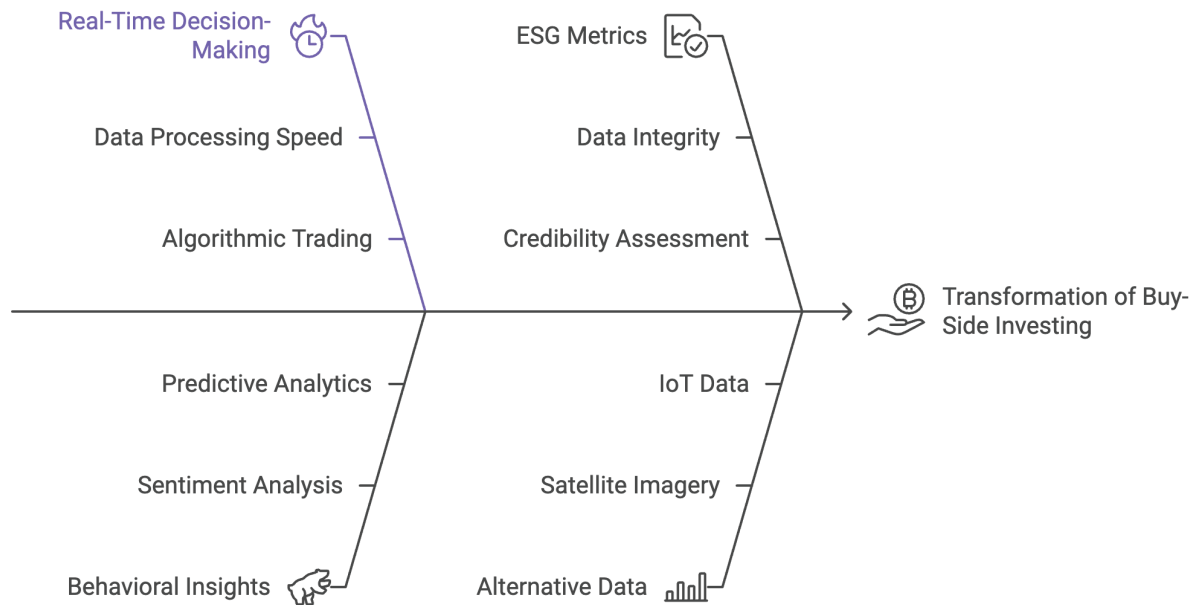 Real-Time Decision-
Making
Data Processing Speed
Algorithmic Trading
ESG Metrics
Data Integrity
Credibility Assessment
Transformation of Buy-
Side Investing
Predictive Analytics
Sentiment Analysis
Behavioral Insights
IoT Data
Satellite Imagery
Alternative Data